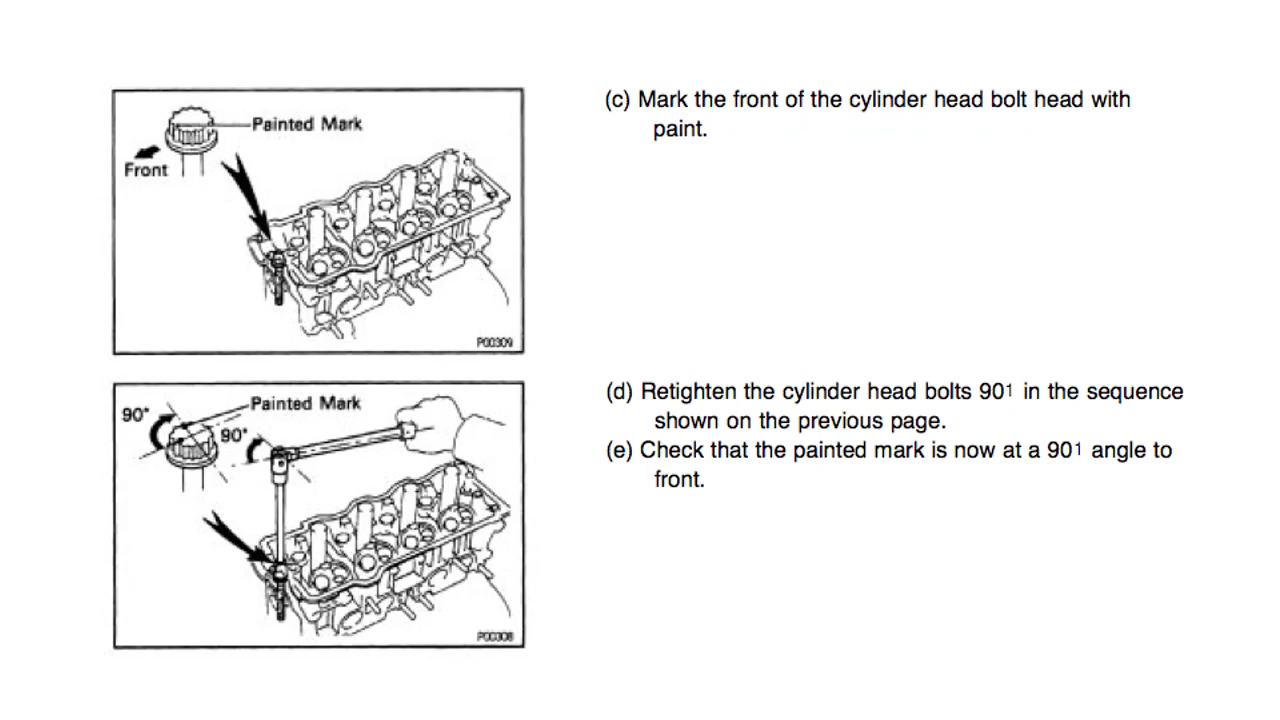 Painted Mark
Front
P00309
(c) Mark the front of the cylinder head bolt head with
paint.
90°
Painted Mark
90°
P00308
(d) Retighten the cylinder head bolts 901 in the sequence
shown on the previous page.
(e) Check that the painted mark is now at a 901 angle to
front.